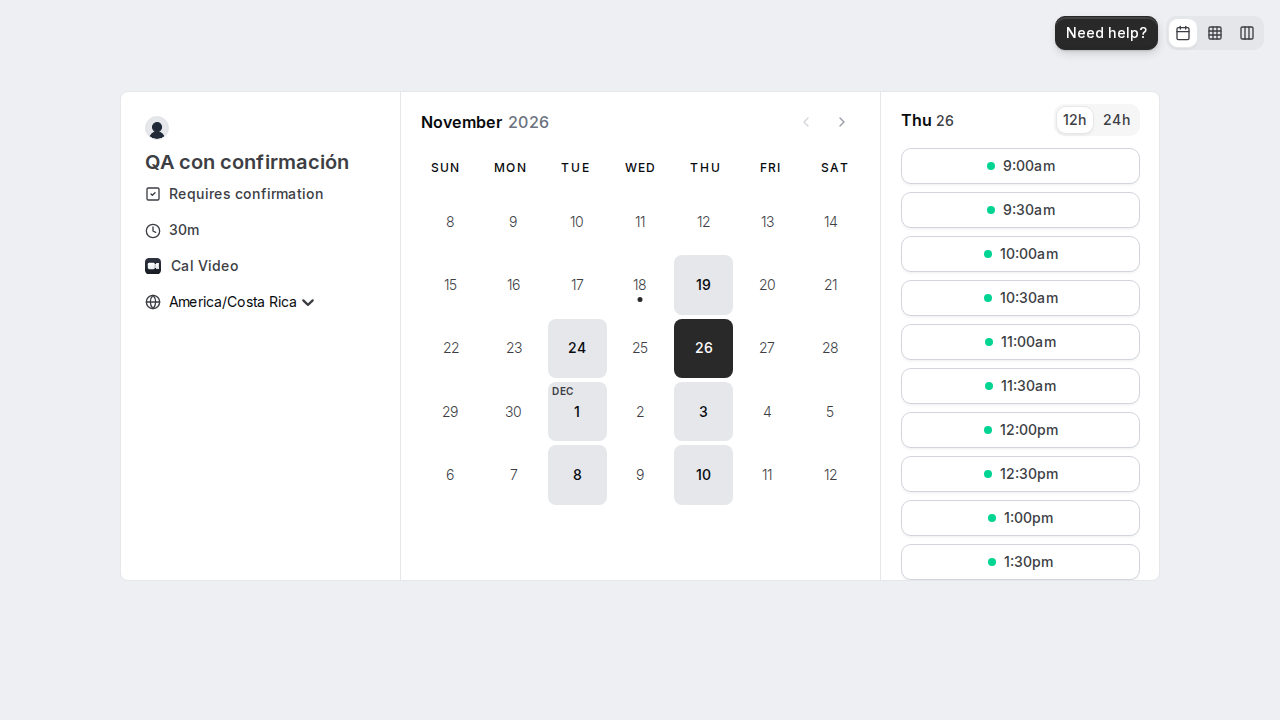 Need help?
QA con confirmación
Requires confirmation
30m
Cal Video
America/Costa Rica
November 2026
SUN MON TUE WED THU FRI SAT
8 9 10 11 12 13 14
15 16 17 18 19 20 21
22 23 24 25 26 27 28
DEC
29 30 1 2 3 4 5
6 7 8 9 10 11 12
Thu 26
12h 24h
9:00am
9:30am
10:00am
10:30am
11:00am
11:30am
12:00pm
12:30pm
1:00pm
1:30pm